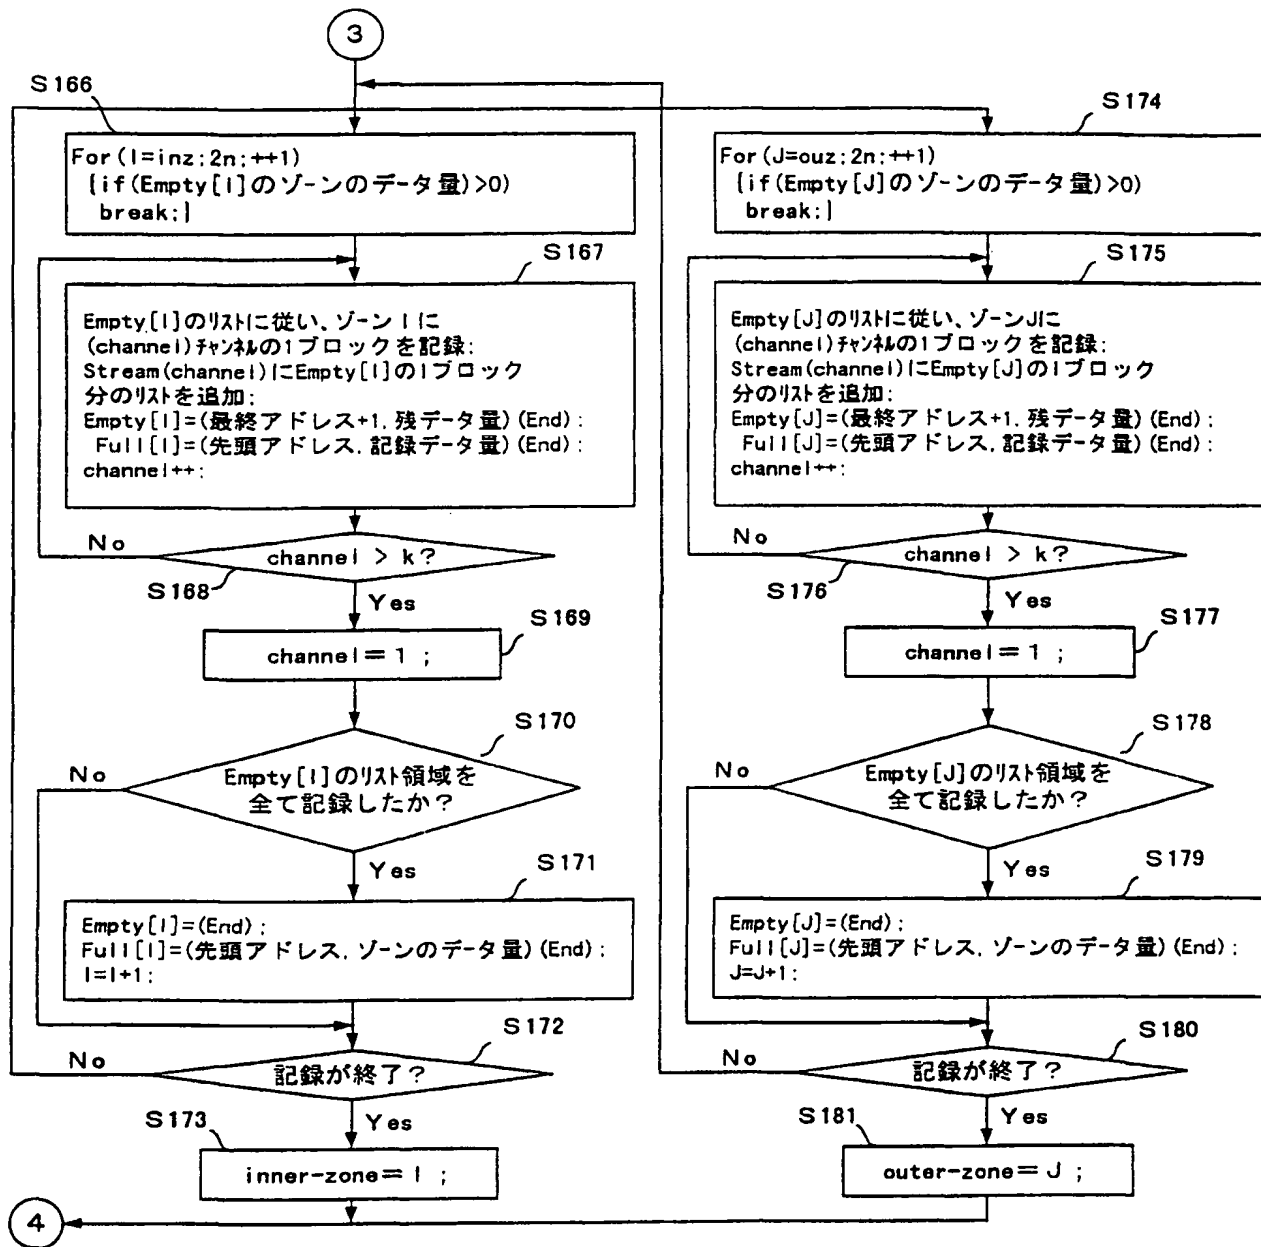 3
S166
For(I=inz;2n;++1)
{if(Empty[I]のゾーンのデータ量)>0)
break;}
S167
Empty[I]のリストに従い、ゾーンIに
(channel)チャンネルの1ブロックを記録;
Stream(channel)にEmpty[I]の1ブロック
分のリストを追加;
Empty[I]=(最終アドレス+1,残データ量)(End);
Full[I]=(先頭アドレス,記録データ量)(End);
channel++;
No
channel > k?
S168
Yes
S169
channel=1 ;
S170
No
Empty[I]のリスト領域を
全て記録したか?
Yes
S171
Empty[I]=(End);
Full[I]=(先頭アドレス,ゾーンのデータ量)(End);
I=I+1;
S172
No
記録が終了?
Yes
S173
inner-zone=I ;
4
S174
For(J=ouz;2n;++1)
{if(Empty[J]のゾーンのデータ量)>0)
break;}
S175
Empty[J]のリストに従い、ゾーンJに
(channel)チャンネルの1ブロックを記録;
Stream(channel)にEmpty[J]の1ブロック
分のリストを追加;
Empty[J]=(最終アドレス+1,残データ量)(End);
Full[J]=(先頭アドレス,記録データ量)(End);
channel++;
No
channel > k?
S176
Yes
S177
channel=1 ;
S178
No
Empty[J]のリスト領域を
全て記録したか?
Yes
S179
Empty[J]=(End);
Full[J]=(先頭アドレス,ゾーンのデータ量)(End);
J=J+1;
S180
No
記録が終了?
Yes
S181
outer-zone=J ;